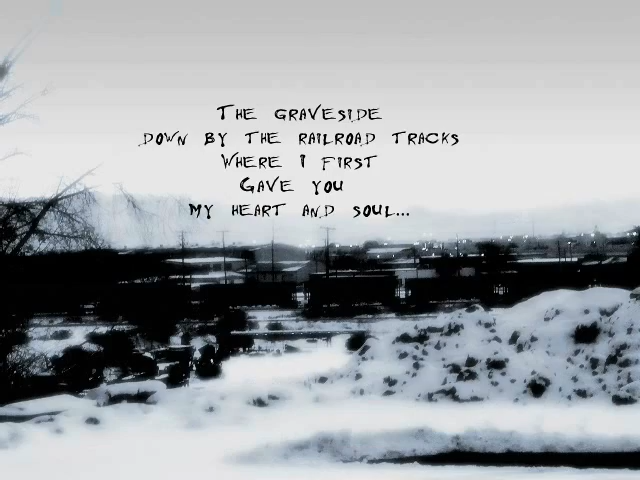 The graveside
down by the railroad tracks
Where I first
Gave you
my heart and soul...